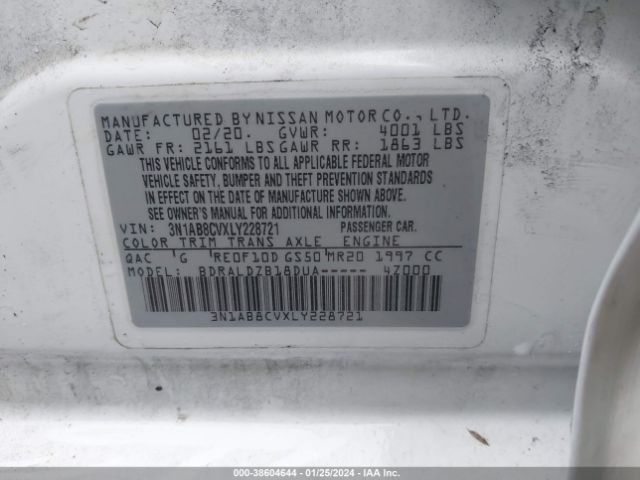 MANUFACTURED BY NISSAN MOTOR CO., LTD.
DATE: 02/20. GVWR: 4001 LBS
GAWR FR: 2161 LBS GAWR RR: 1863 LBS
THIS VEHICLE CONFORMS TO ALL APPLICABLE FEDERAL MOTOR
VEHICLE SAFETY, BUMPER AND THEFT PREVENTION STANDARDS
IN EFFECT ON THE DATE OF MANUFACTURE SHOWN ABOVE.
SEE OWNER'S MANUAL FOR ADDITIONAL INFORMATION.
VIN: 3N1AB8CVXLY228721 PASSENGER CAR.
COLOR TRIM TRANS AXLE ENGINE
QAC G RE0F10D GS50 MR20 1997 CC
MODEL: BDRALDZB18DUA----- 4Z000
3N1AB8CVXLY228721
000-38604644 / 01/25/2024 - IAA Inc.